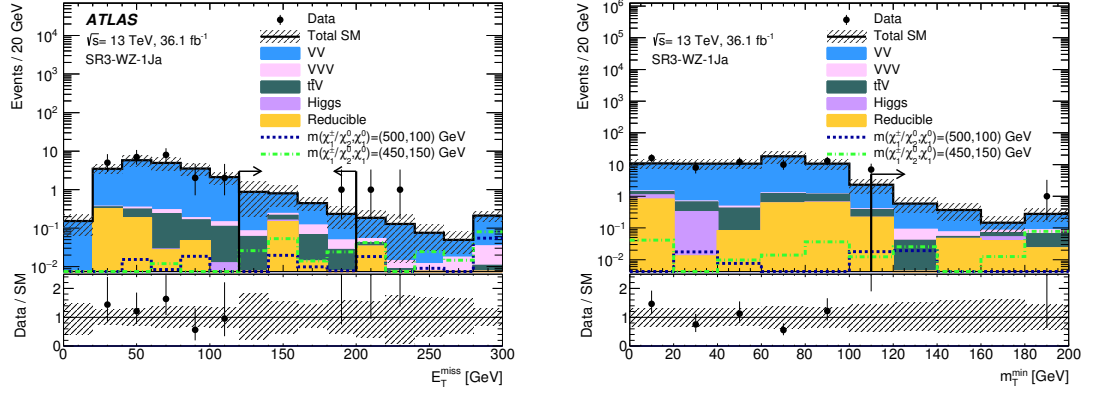 ATLAS
√s= 13 TeV, 36.1 fb⁻¹
SR3-WZ-1Ja
Data
Total SM
VV
VVV
tt̄V
Higgs
Reducible
m(χ̃₁±/χ̃₂⁰,χ̃₁⁰)=(500,100) GeV
m(χ̃₁±/χ̃₂⁰,χ̃₁⁰)=(450,150) GeV
Events / 20 GeV
10⁴
10³
10²
10
1
10⁻¹
10⁻²
Data / SM
2
1
0
0 50 100 150 200 250 300
E_T^miss [GeV]
√s= 13 TeV, 36.1 fb⁻¹
SR3-WZ-1Ja
Data
Total SM
VV
VVV
tt̄V
Higgs
Reducible
m(χ̃₁±/χ̃₂⁰,χ̃₁⁰)=(500,100) GeV
m(χ̃₁±/χ̃₂⁰,χ̃₁⁰)=(450,150) GeV
Events / 20 GeV
10⁶
10⁵
10⁴
10³
10²
10
1
10⁻¹
10⁻²
Data / SM
2
1
0
0 20 40 60 80 100 120 140 160 180 200
m_T^min [GeV]